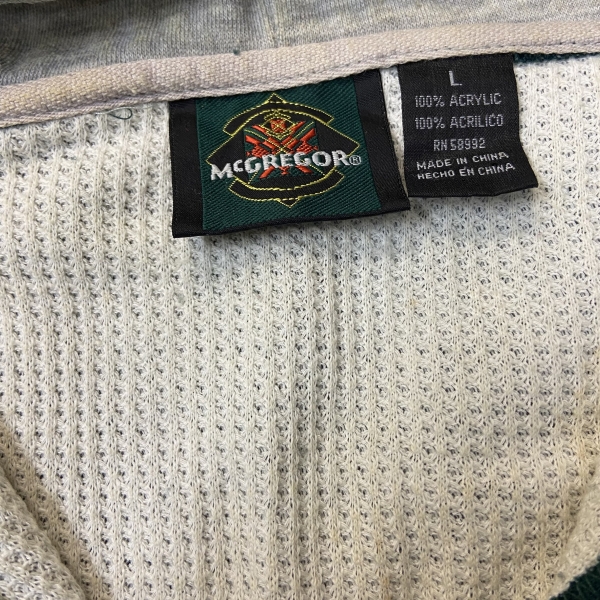 McGREGOR®
L
100% ACRYLIC
100% ACRILICO
RN 58992
MADE IN CHINA
HECHO EN CHINA